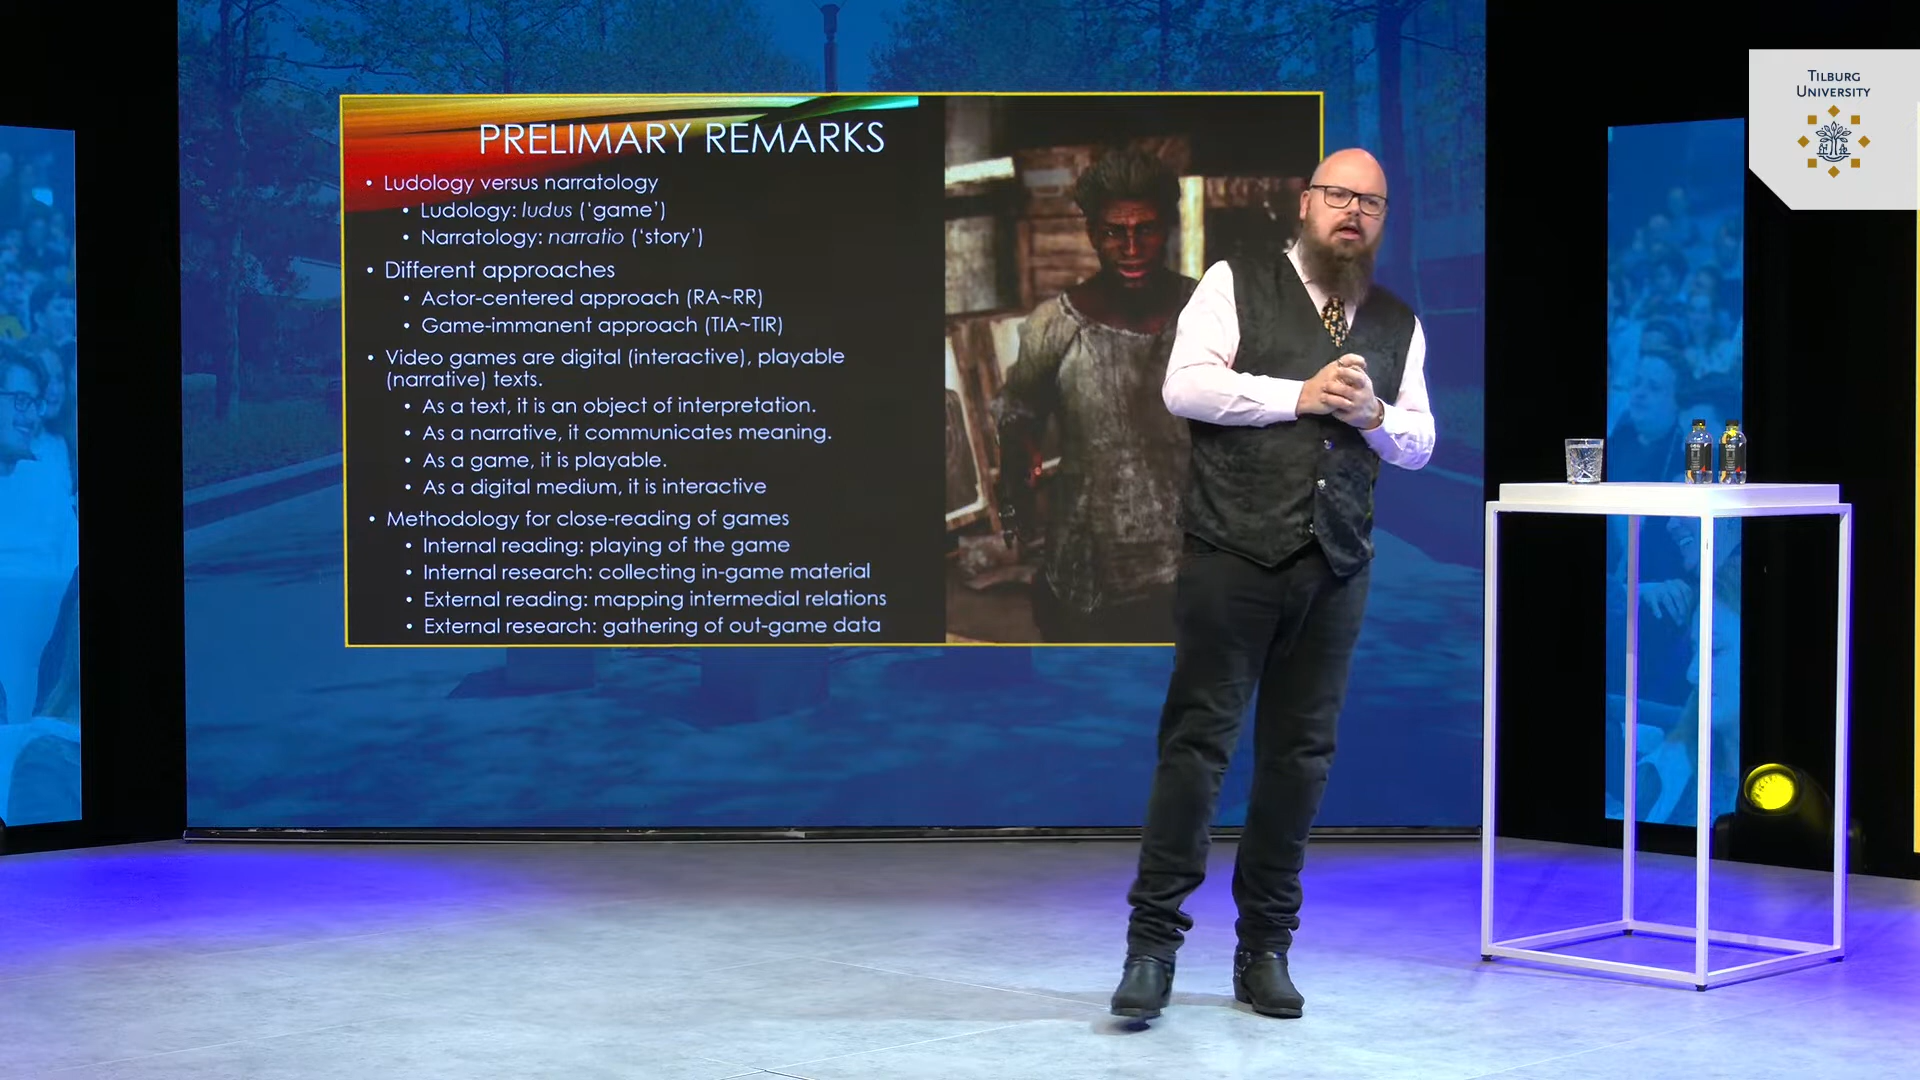 TILBURG
UNIVERSITY
PRELIMARY REMARKS
• Ludology versus narratology
• Ludology: ludus (‘game’)
• Narratology: narratio (‘story’)
• Different approaches
• Actor-centered approach (RA~RR)
• Game-immanent approach (TIA~TIR)
• Video games are digital (interactive), playable
(narrative) texts.
• As a text, it is an object of interpretation.
• As a narrative, it communicates meaning.
• As a game, it is playable.
• As a digital medium, it is interactive
• Methodology for close-reading of games
• Internal reading: playing of the game
• Internal research: collecting in-game material
• External reading: mapping intermedial relations
• External research: gathering of out-game data